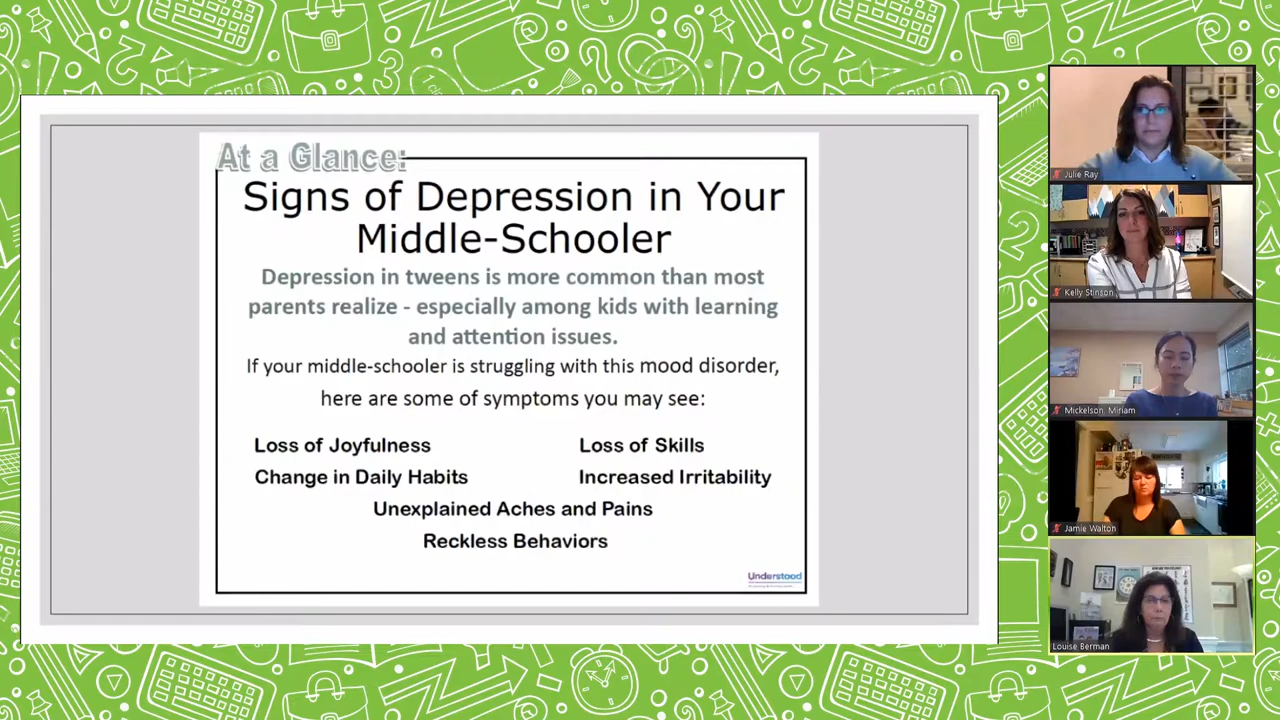 At a Glance:
Signs of Depression in Your
Middle-Schooler
Depression in tweens is more common than most
parents realize - especially among kids with learning
and attention issues.
If your middle-schooler is struggling with this mood disorder,
here are some of symptoms you may see:
Loss of Joyfulness
Loss of Skills
Change in Daily Habits
Increased Irritability
Unexplained Aches and Pains
Reckless Behaviors
Understood
Julie Ray
Kelly Stinson
Mickelson, Miriam
Jamie Walton
Louise Berman